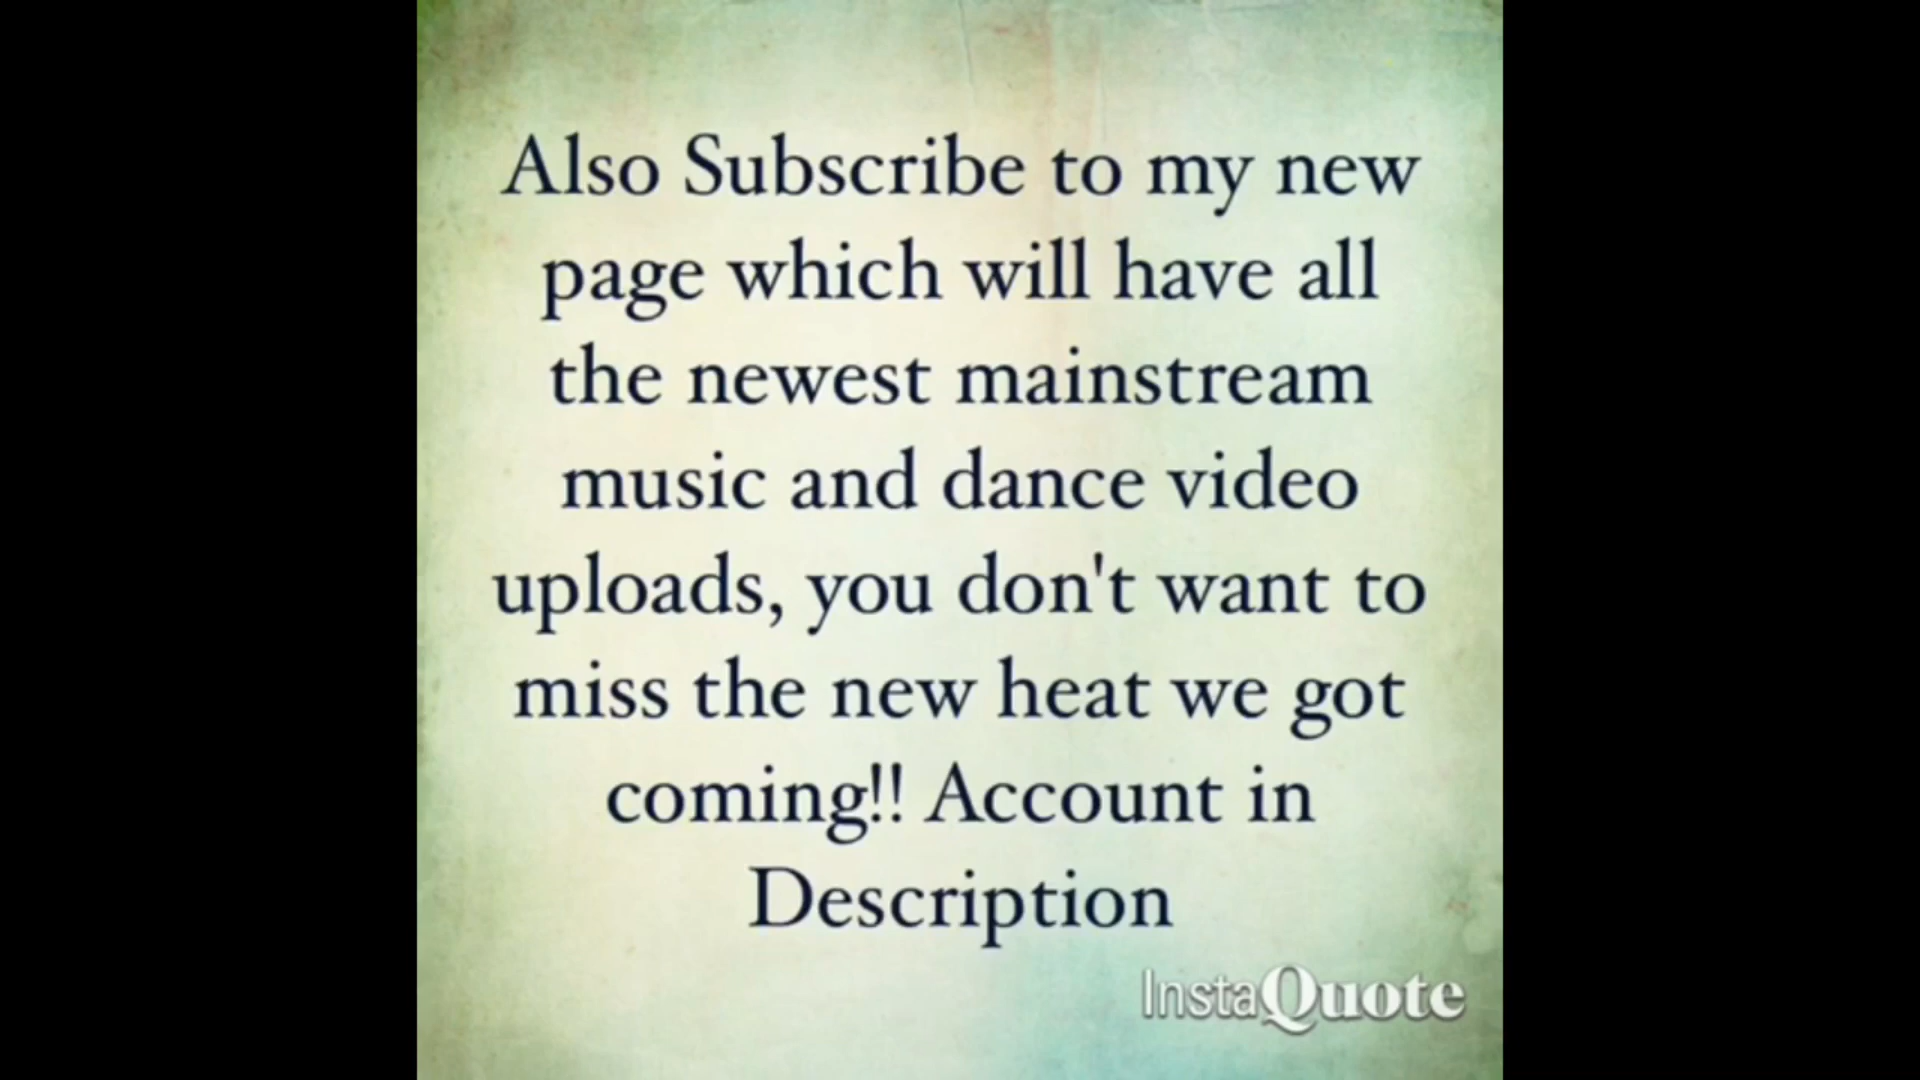 Also Subscribe to my new
page which will have all
the newest mainstream
music and dance video
uploads, you don't want to
miss the new heat we got
coming!! Account in
Description
InstaQuote